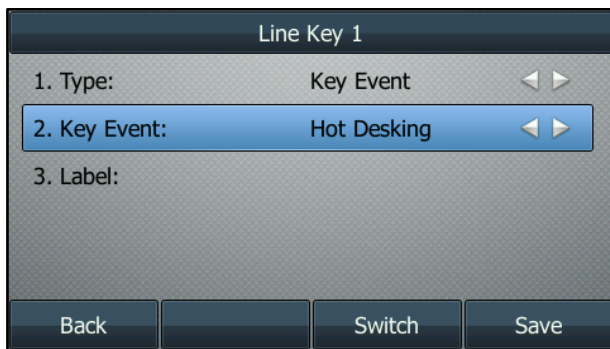 Line Key 1
1. Type: Key Event
2. Key Event: Hot Desking
3. Label:
Back Switch Save